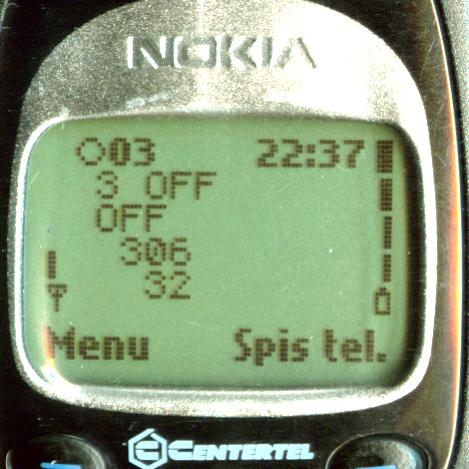 NOKIA
03 22:37
3 OFF
OFF
306
32
Menu Spis tel.
CENTERTEL